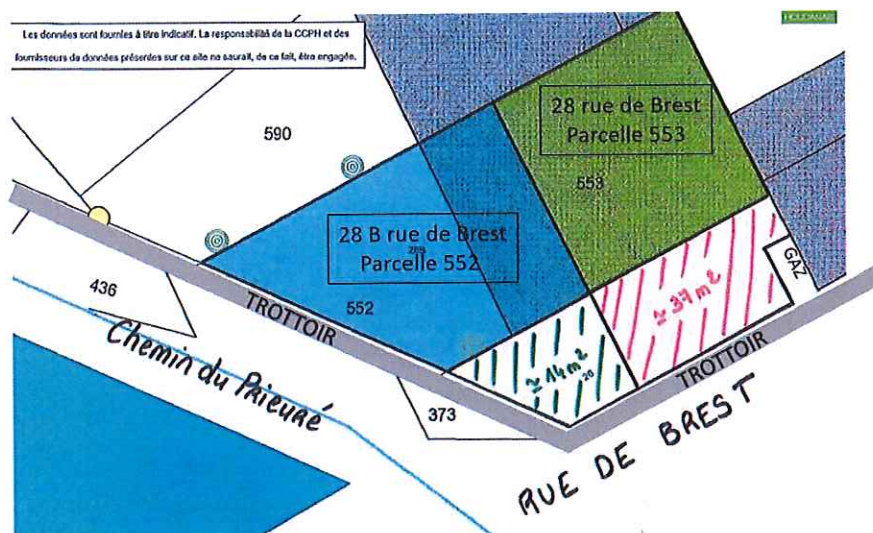 Les données sont fournies à titre indicatif. La responsabilité de la CCPH et des
fournisseurs de données présentes sur ce site ne saurait, de ce fait, être engagée.
HOUDANAIS
28 rue de Brest
Parcelle 553
590
553
28 B rue de Brest
Parcelle 552
GAZ
436
TROTTOIR
552
≃ 37 m²
Chemin du Prieuré
≃ 14 m²
20
TROTTOIR
373
RUE DE BREST